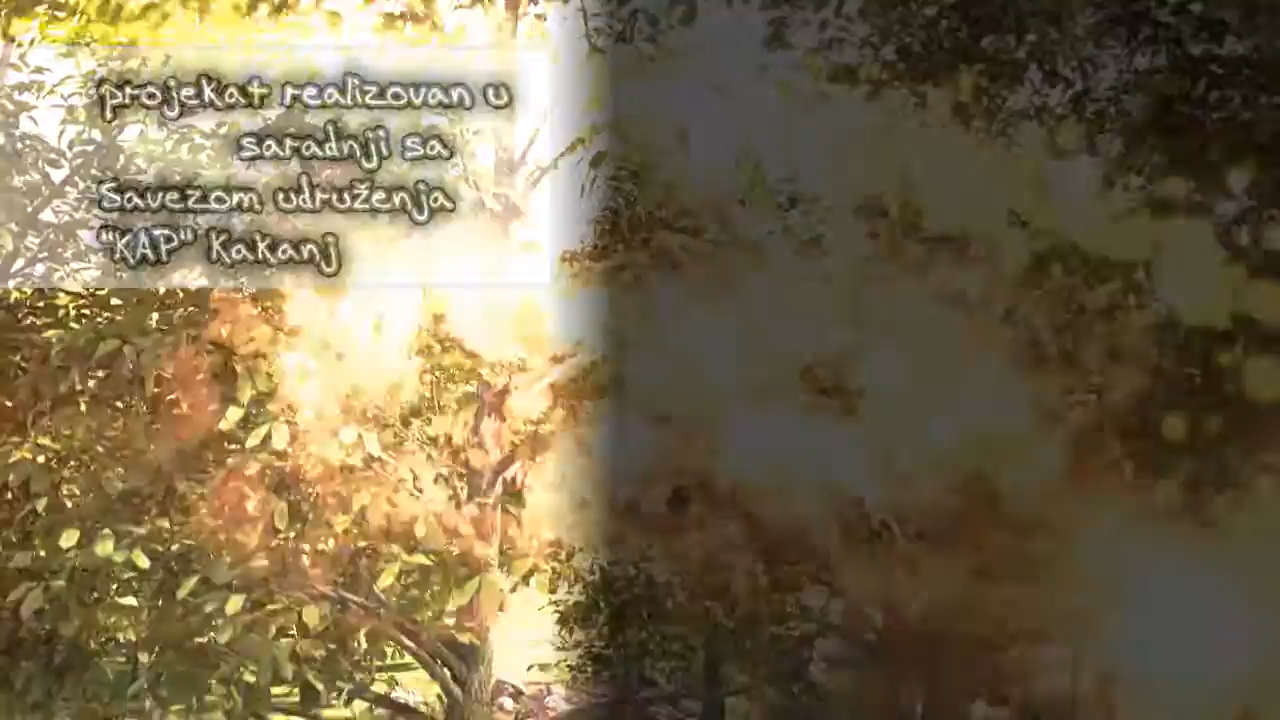 projekat realizovan u
saradnji sa
Savezom udruženja
"KAP" Kakanj